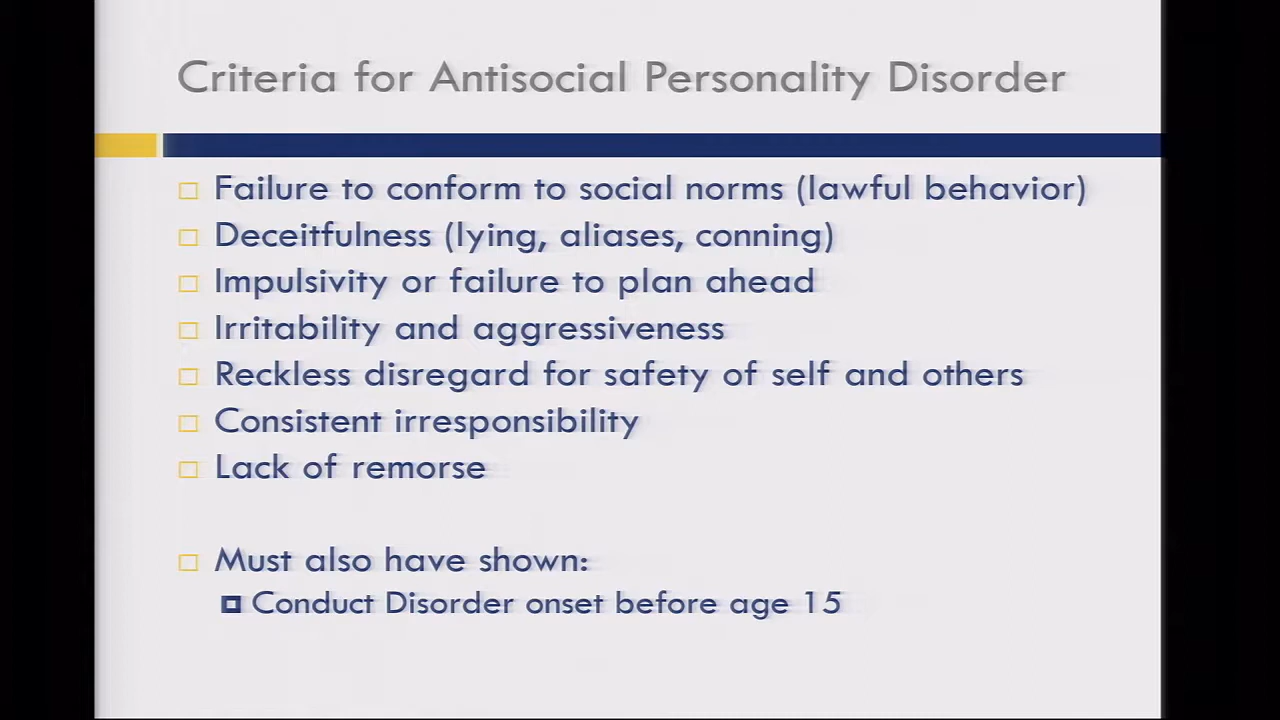 Criteria for Antisocial Personality Disorder
Failure to conform to social norms (lawful behavior)
Deceitfulness (lying, aliases, conning)
Impulsivity or failure to plan ahead
Irritability and aggressiveness
Reckless disregard for safety of self and others
Consistent irresponsibility
Lack of remorse
Must also have shown:
Conduct Disorder onset before age 15